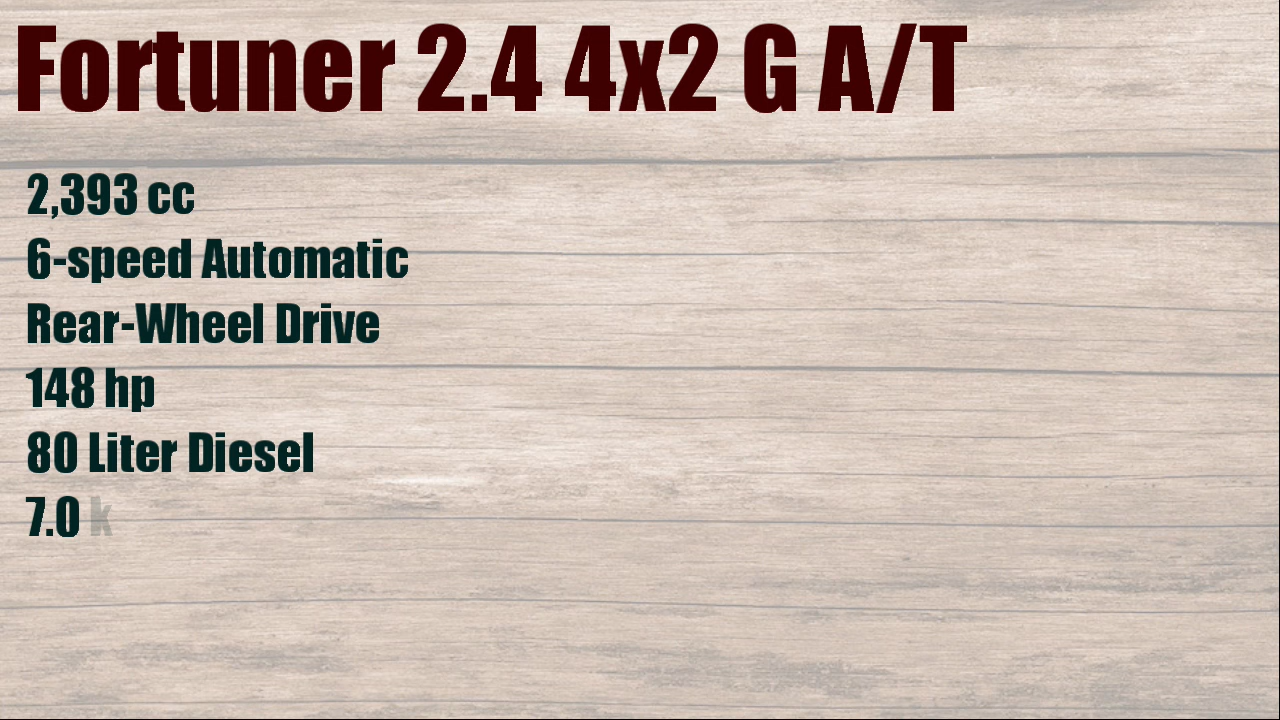 Fortuner 2.4 4x2 G A/T
2,393 cc
6-speed Automatic
Rear-Wheel Drive
148 hp
80 Liter Diesel
7.0 k